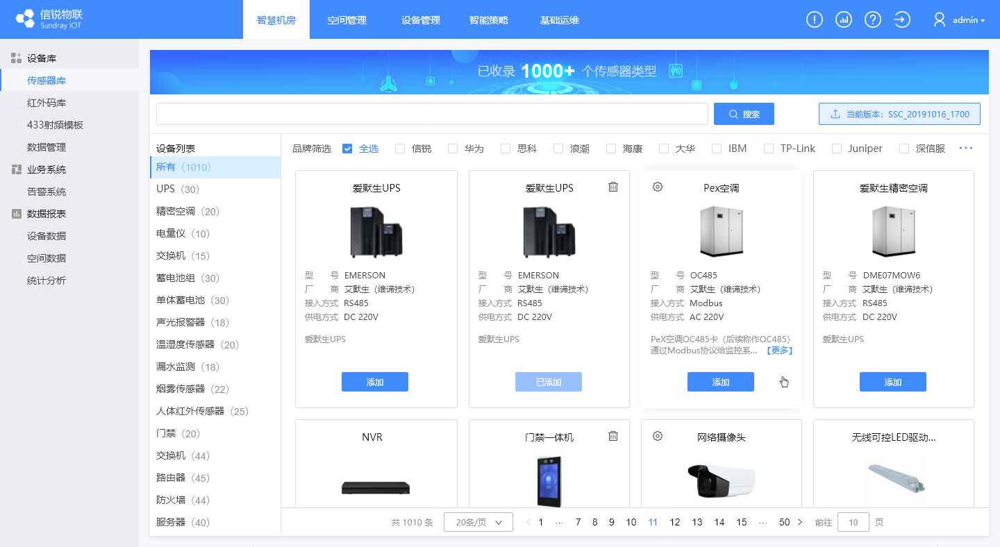 信锐物联
Sundray IOT
智慧机房 空间管理 设备管理 智能策略 基础运维 admin
设备库
传感器库
红外码库
433射频模板
数据管理
业务系统
告警系统
数据报表
设备数据
空间数据
统计分析
已收录 1000+ 个传感器类型
搜索
当前版本：SSC_20191016_1700
设备列表
所有（1010）
UPS（30）
精密空调（20）
电量仪（10）
交换机（15）
蓄电池组（30）
单体蓄电池（30）
声光报警器（18）
温湿度传感器（20）
漏水监测（18）
烟雾传感器（22）
人体红外传感器（25）
门禁（20）
交换机（44）
路由器（45）
防火墙（44）
服务器（40）
品牌筛选 全选 信锐 华为 思科 浪潮 海康 大华 IBM TP-Link Juniper 深信服 ···
爱默生UPS
型 号 EMERSON
厂 商 艾默生（维谛技术）
接入方式 RS485
供电方式 DC 220V
爱默生UPS
添加
爱默生UPS
型 号 EMERSON
厂 商 艾默生（维谛技术）
接入方式 RS485
供电方式 DC 220V
爱默生UPS
已添加
Pex空调
型 号 OC485
厂 商 艾默生（维谛技术）
接入方式 Modbus
供电方式 AC 220V
PeX空调OC485卡（后续称作OC485）
通过Modbus协议给监控系... 【更多】
添加
爱默生精密空调
型 号 DME07MOW6
厂 商 艾默生（维谛技术）
接入方式 RS485
供电方式 DC 220V
爱默生UPS
添加
NVR
门禁一体机
网络摄像头
无线可控LED驱动...
共 1010 条 20条/页 < 1 ··· 7 8 9 10 11 12 13 14 15 ··· 50 > 前往 10 页